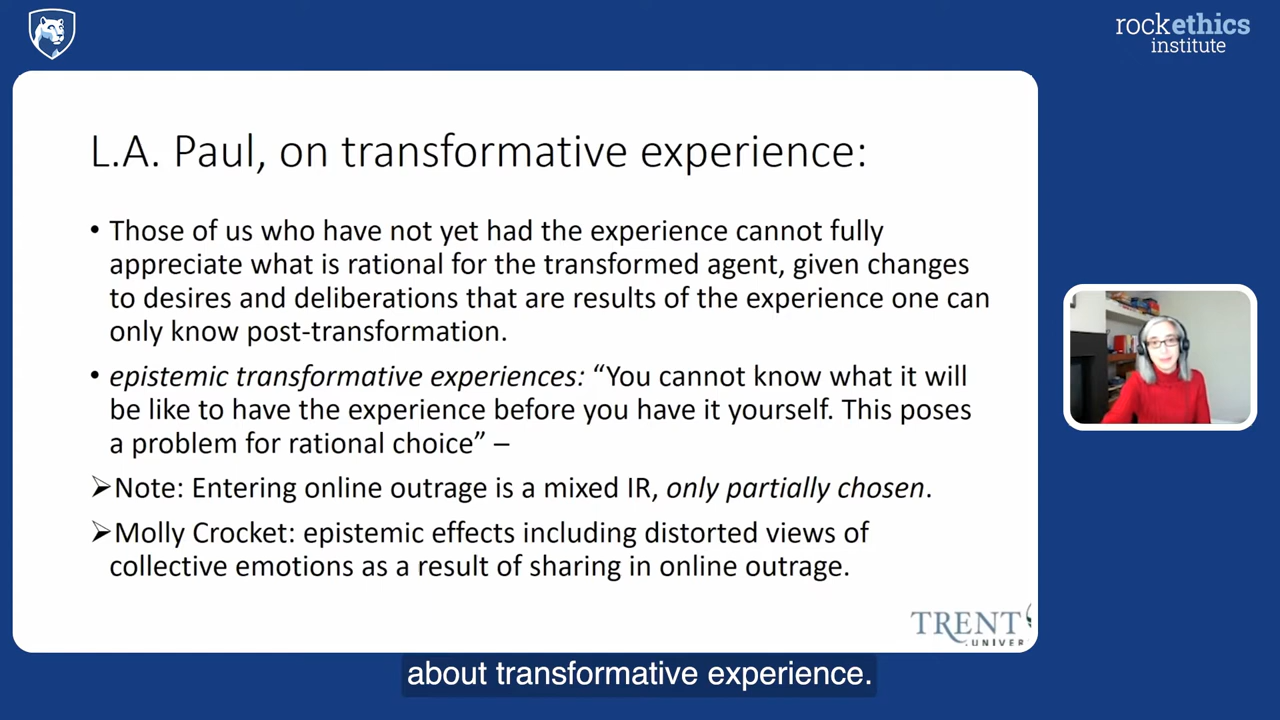 rockethics
institute
L.A. Paul, on transformative experience:
• Those of us who have not yet had the experience cannot fully
appreciate what is rational for the transformed agent, given changes
to desires and deliberations that are results of the experience one can
only know post-transformation.
• epistemic transformative experiences: “You cannot know what it will
be like to have the experience before you have it yourself. This poses
a problem for rational choice” –
➢Note: Entering online outrage is a mixed IR, only partially chosen.
➢Molly Crocket: epistemic effects including distorted views of
collective emotions as a result of sharing in online outrage.
TRENT
UNIVER
about transformative experience.